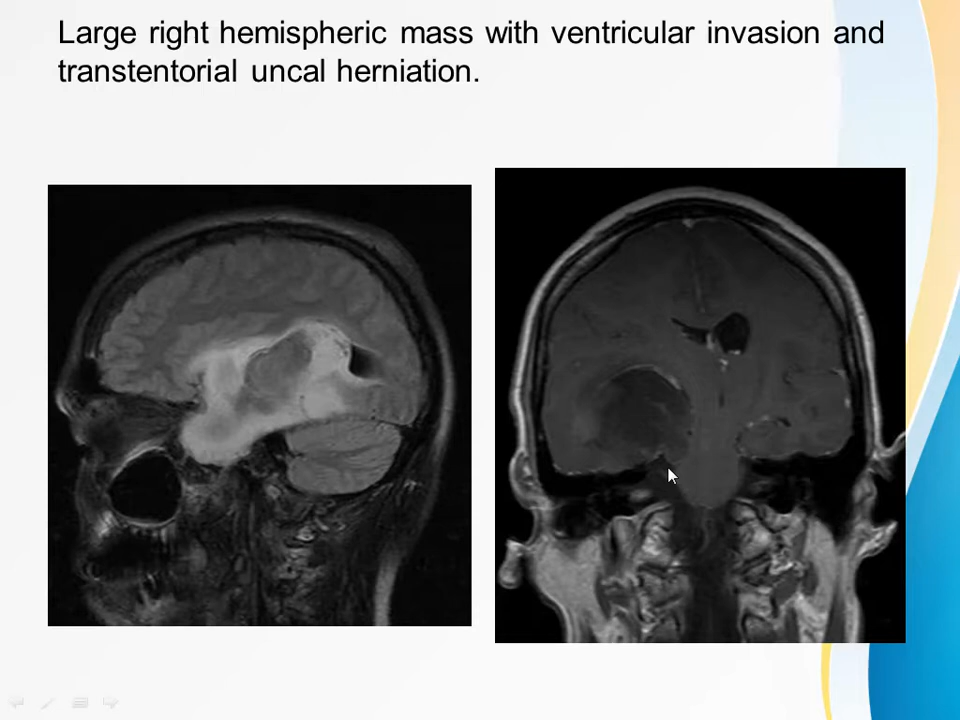 Large right hemispheric mass with ventricular invasion and
transtentorial uncal herniation.